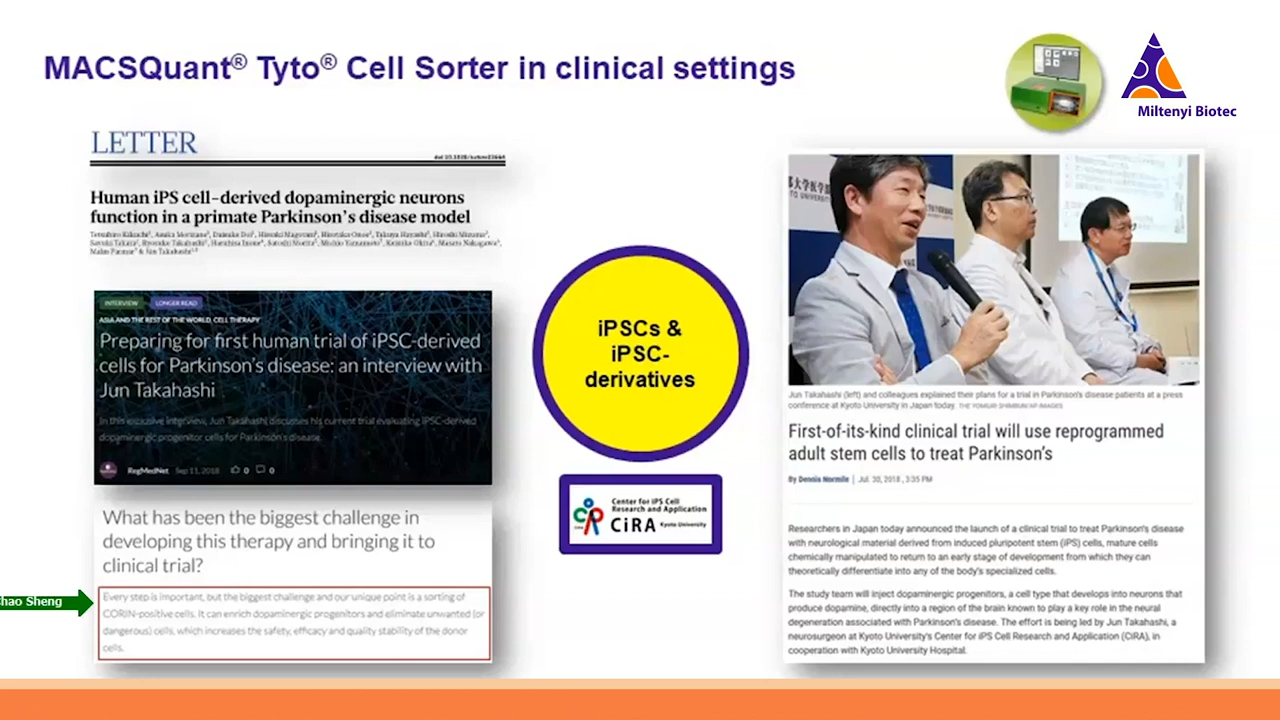 MACSQuant® Tyto® Cell Sorter in clinical settings
Miltenyi Biotec
LETTER
Human iPS cell–derived dopaminergic neurons
function in a primate Parkinson's disease model
INTERVIEW LONGER READ
ASIA AND THE REST OF THE WORLD, CELL THERAPY
Preparing for first human trial of iPSC-derived
cells for Parkinson's disease: an interview with
Jun Takahashi
In this exclusive interview, Jun Takahashi discusses his current trial evaluating iPSC-derived
dopaminergic progenitor cells for Parkinson's disease.
RegMedNet Sep 11, 2018 0 0
What has been the biggest challenge in
developing this therapy and bringing it to
clinical trial?
hao Sheng
Every step is important, but the biggest challenge and our unique point is a sorting of
CORIN-positive cells. It can enrich dopaminergic progenitors and eliminate unwanted (or
dangerous) cells, which increases the safety, efficacy and quality stability of the donor
cells.
iPSCs &
iPSC-
derivatives
Center for iPS Cell
Research and Application
CiRA Kyoto University
Jun Takahashi (left) and colleagues explained their plans for a trial in Parkinson's disease patients at a press
conference at Kyoto University in Japan today. THE YOMIURI SHIMBUN/AP IMAGES
First-of-its-kind clinical trial will use reprogrammed
adult stem cells to treat Parkinson's
By Dennis Normile | Jul. 30, 2018 , 3:35 PM
Researchers in Japan today announced the launch of a clinical trial to treat Parkinson's disease
with neurological material derived from induced pluripotent stem (iPS) cells, mature cells
chemically manipulated to return to an early stage of development from which they can
theoretically differentiate into any of the body's specialized cells.
The study team will inject dopaminergic progenitors, a cell type that develops into neurons that
produce dopamine, directly into a region of the brain known to play a key role in the neural
degeneration associated with Parkinson's disease. The effort is being led by Jun Takahashi, a
neurosurgeon at Kyoto University's Center for iPS Cell Research and Application (CiRA), in
cooperation with Kyoto University Hospital.